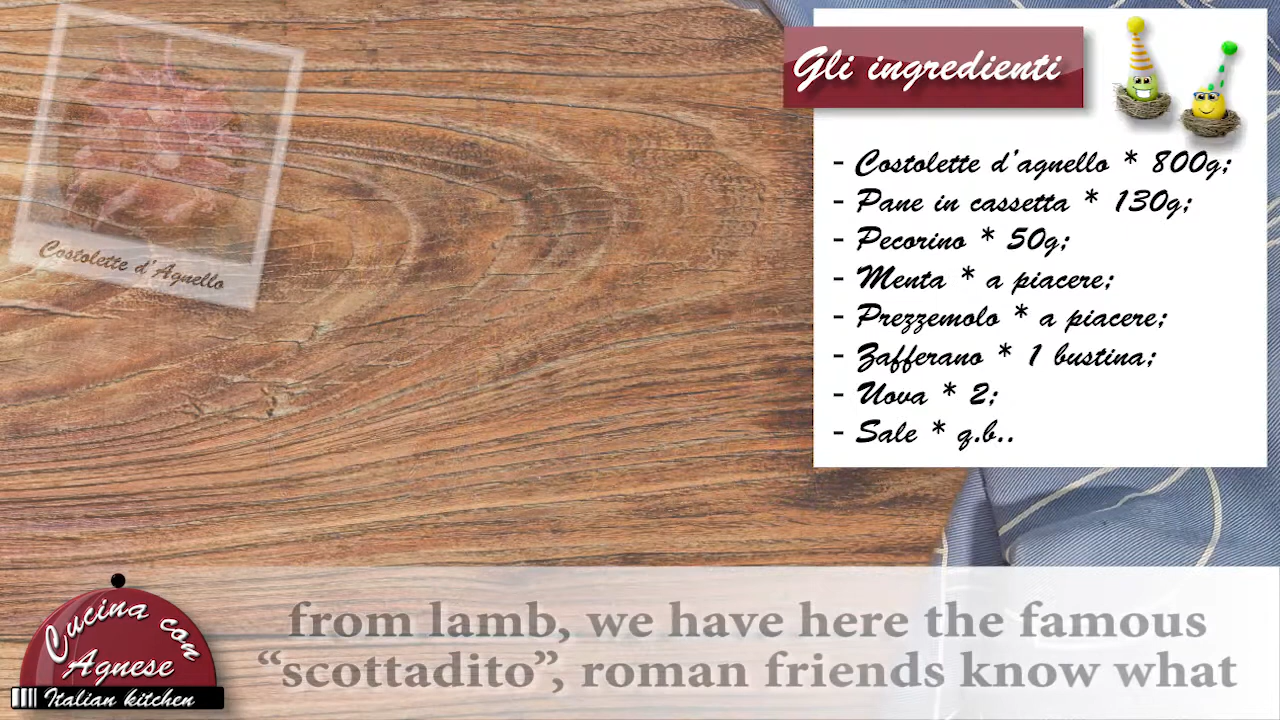 Gli ingredienti
- Costolette d'agnello * 800g;
- Pane in cassetta * 130g;
- Pecorino * 50g;
- Menta * a piacere;
- Prezzemolo * a piacere;
- Zafferano * 1 bustina;
- Uova * 2;
- Sale * q.b..
Costolette d'Agnello
from lamb, we have here the famous
“scottadito”, roman friends know what
Cucina con
Agnese
Italian kitchen